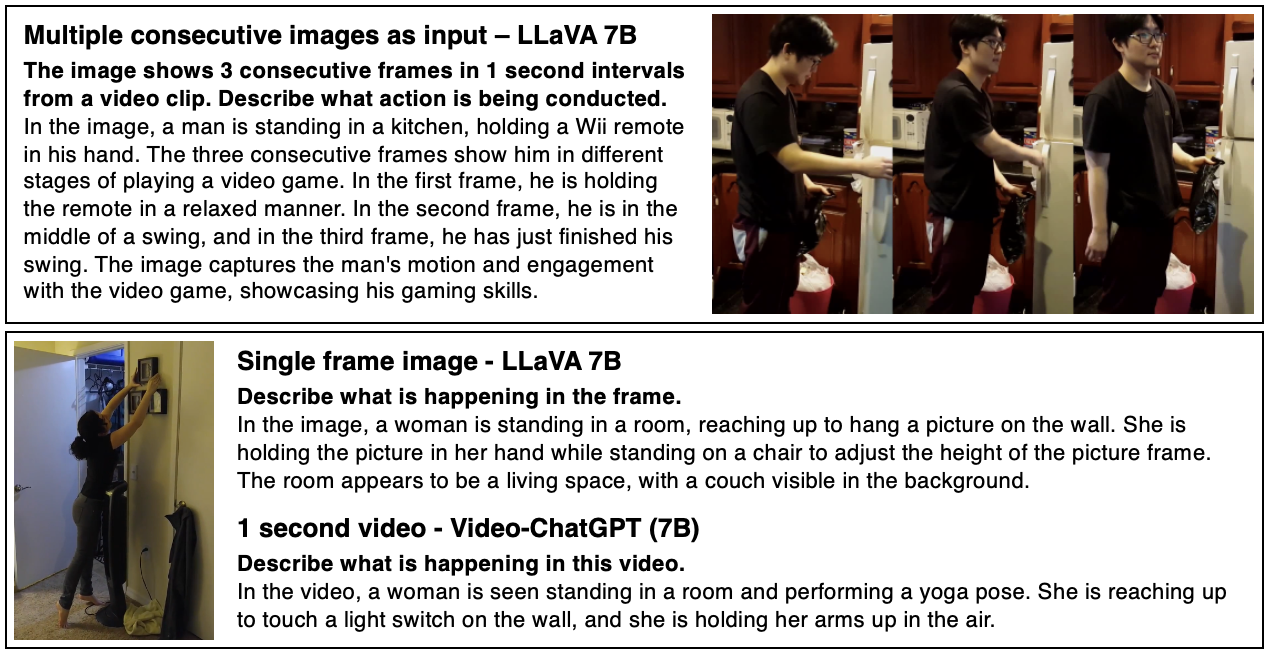 Multiple consecutive images as input – LLaVA 7B
The image shows 3 consecutive frames in 1 second intervals
from a video clip. Describe what action is being conducted.
In the image, a man is standing in a kitchen, holding a Wii remote
in his hand. The three consecutive frames show him in different
stages of playing a video game. In the first frame, he is holding
the remote in a relaxed manner. In the second frame, he is in the
middle of a swing, and in the third frame, he has just finished his
swing. The image captures the man's motion and engagement
with the video game, showcasing his gaming skills.
Single frame image - LLaVA 7B
Describe what is happening in the frame.
In the image, a woman is standing in a room, reaching up to hang a picture on the wall. She is
holding the picture in her hand while standing on a chair to adjust the height of the picture frame.
The room appears to be a living space, with a couch visible in the background.
1 second video - Video-ChatGPT (7B)
Describe what is happening in this video.
In the video, a woman is seen standing in a room and performing a yoga pose. She is reaching up
to touch a light switch on the wall, and she is holding her arms up in the air.